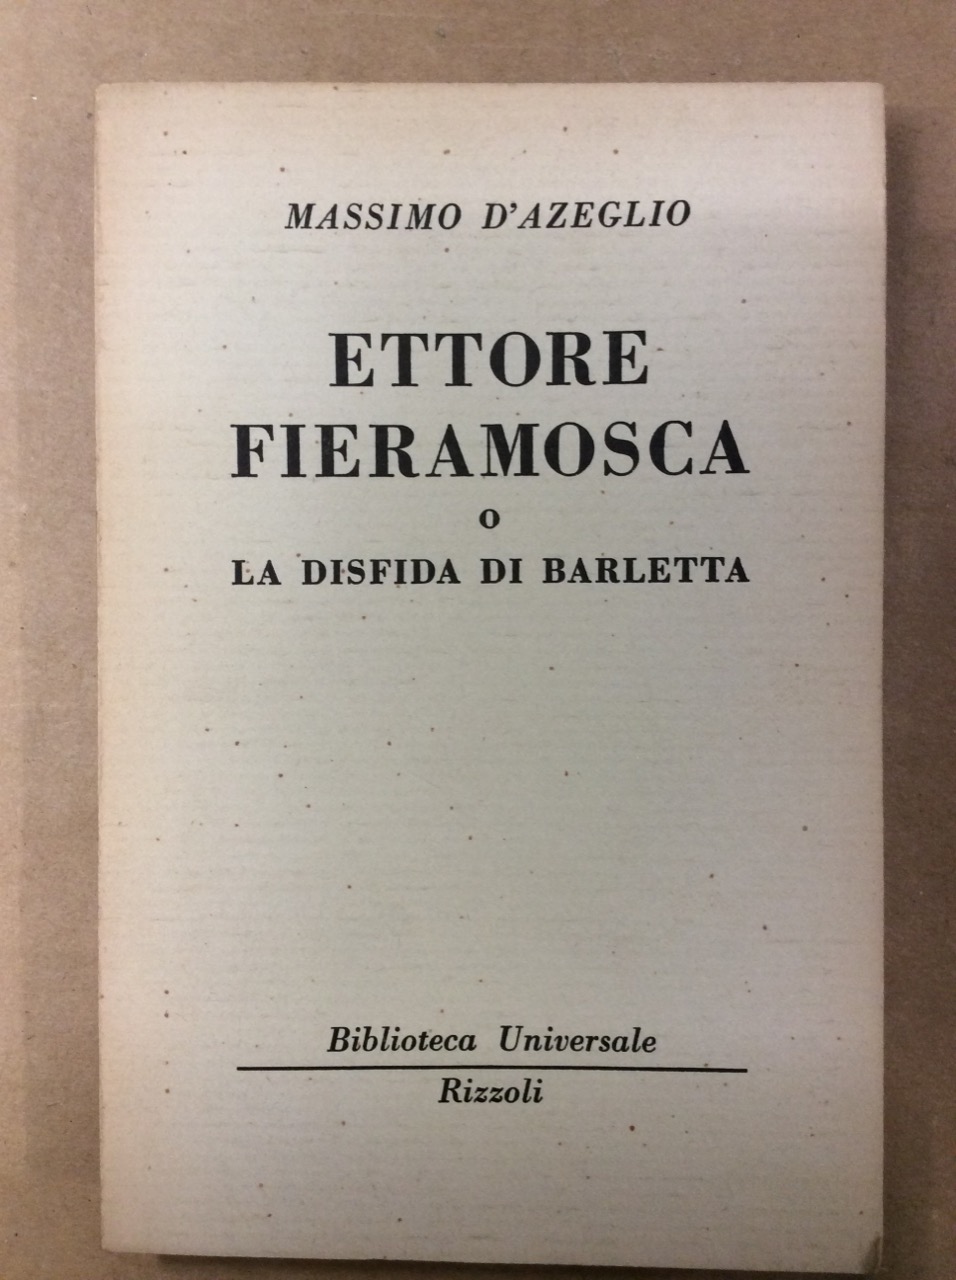 MASSIMO D'AZEGLIO
ETTORE
FIERAMOSCA
o
LA DISFIDA DI BARLETTA
Biblioteca Universale
Rizzoli